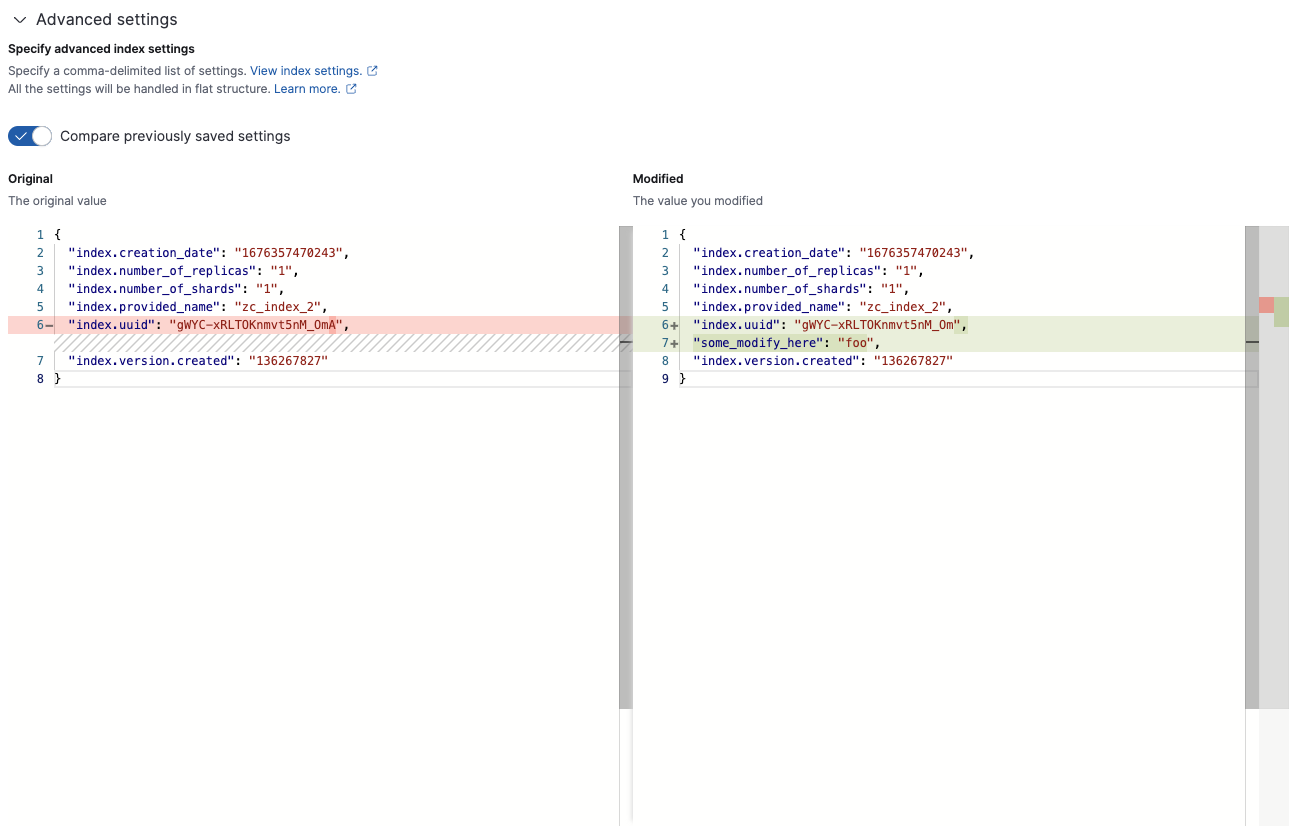 Advanced settings
Specify advanced index settings
Specify a comma-delimited list of settings. View index settings.
All the settings will be handled in flat structure. Learn more.
Compare previously saved settings
Original
The original value
1 {
2 "index.creation_date": "1676357470243",
3 "index.number_of_replicas": "1",
4 "index.number_of_shards": "1",
5 "index.provided_name": "zc_index_2",
6− "index.uuid": "gWYC-xRLTOKnmvt5nM_OmA",
7 "index.version.created": "136267827"
8 }
Modified
The value you modified
1 {
2 "index.creation_date": "1676357470243",
3 "index.number_of_replicas": "1",
4 "index.number_of_shards": "1",
5 "index.provided_name": "zc_index_2",
6+ "index.uuid": "gWYC-xRLTOKnmvt5nM_Om",
7+ "some_modify_here": "foo",
8 "index.version.created": "136267827"
9 }